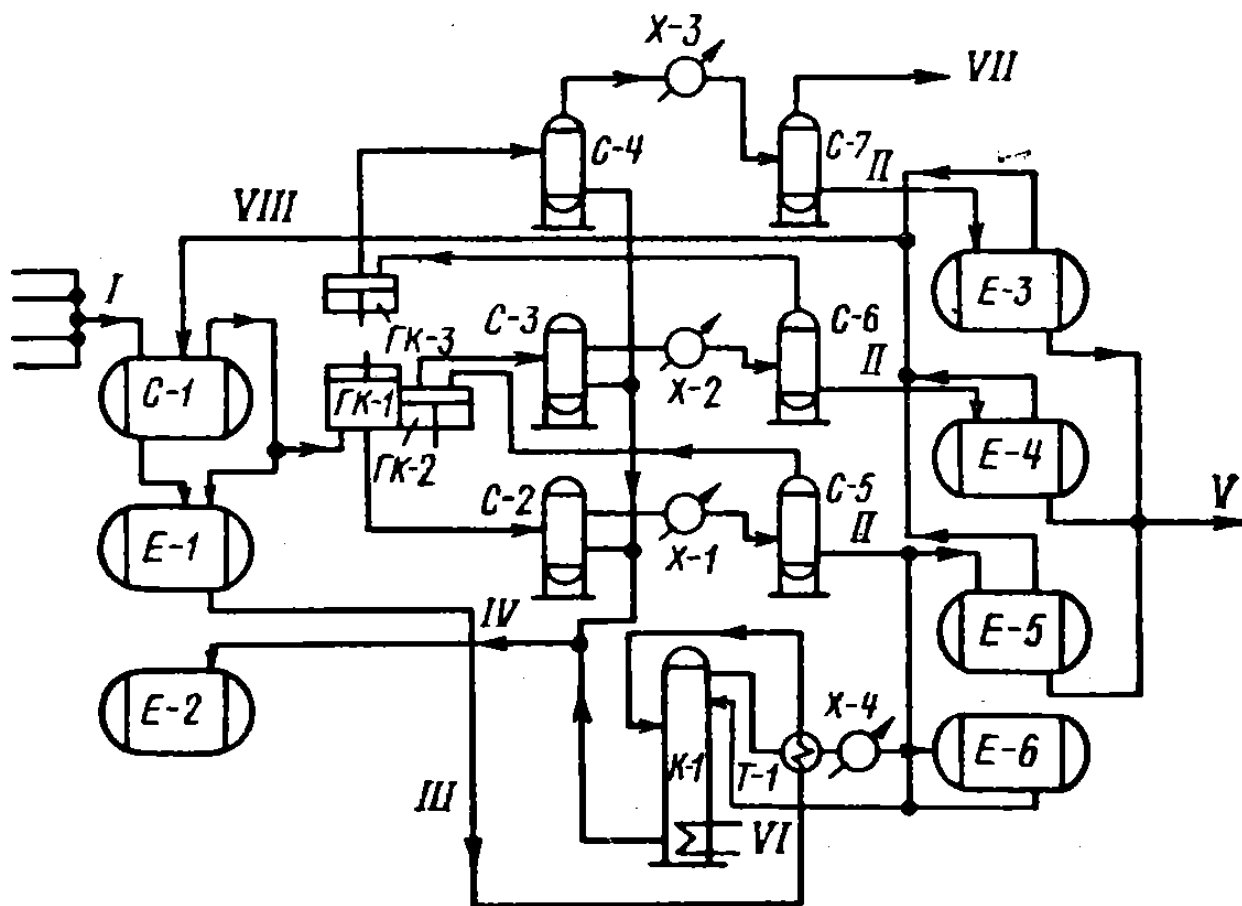 X-3
VII
С-4
С-7
II
VIII
I
Е-3
С-3
С-6
ГК-3
II
С-1
ГК-1
X-2
ГК-2
Е-4
С-2
С-5
V
Е-1
X-1
II
IV
Е-5
Е-2
X-4
К-1
Т-1
Е-6
III
VI